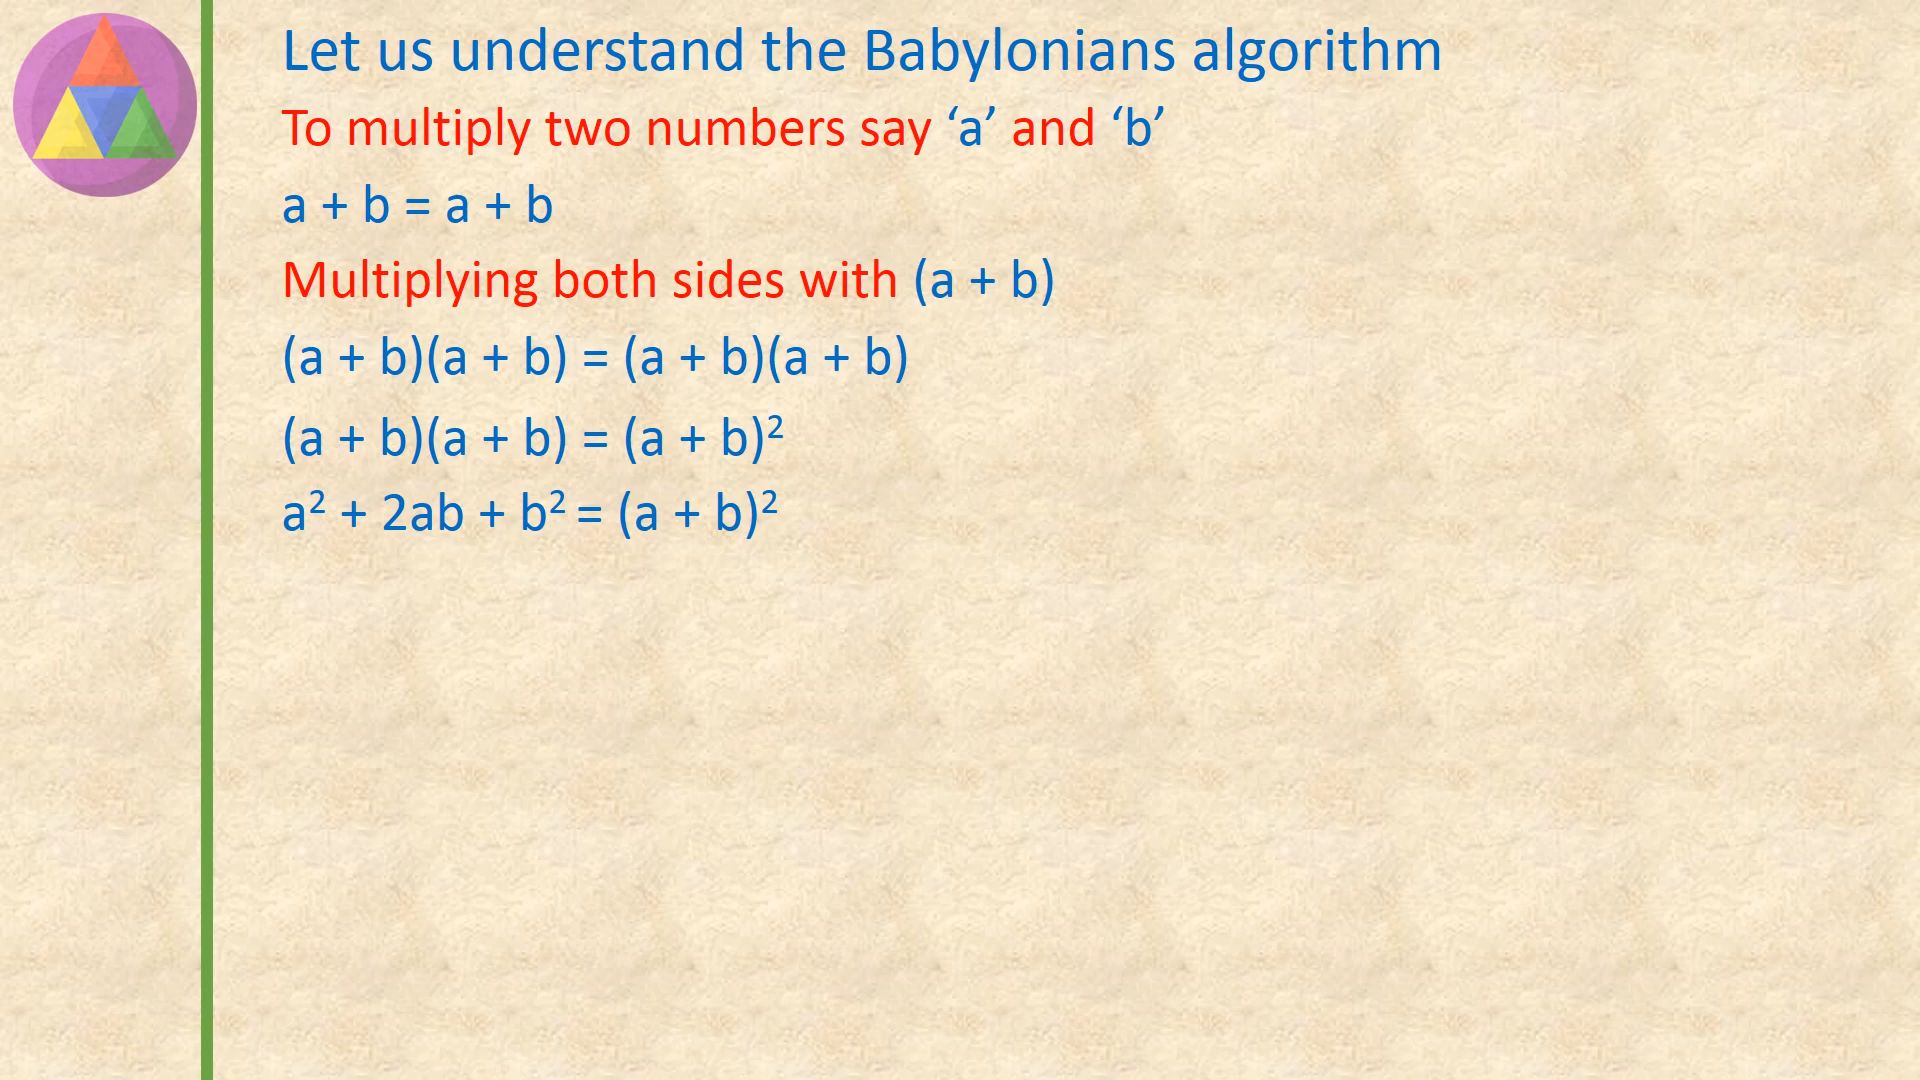 Let us understand the Babylonians algorithm
To multiply two numbers say ‘a’ and ‘b’
a + b = a + b
Multiplying both sides with (a + b)
(a + b)(a + b) = (a + b)(a + b)
(a + b)(a + b) = (a + b)²
a² + 2ab + b² = (a + b)²